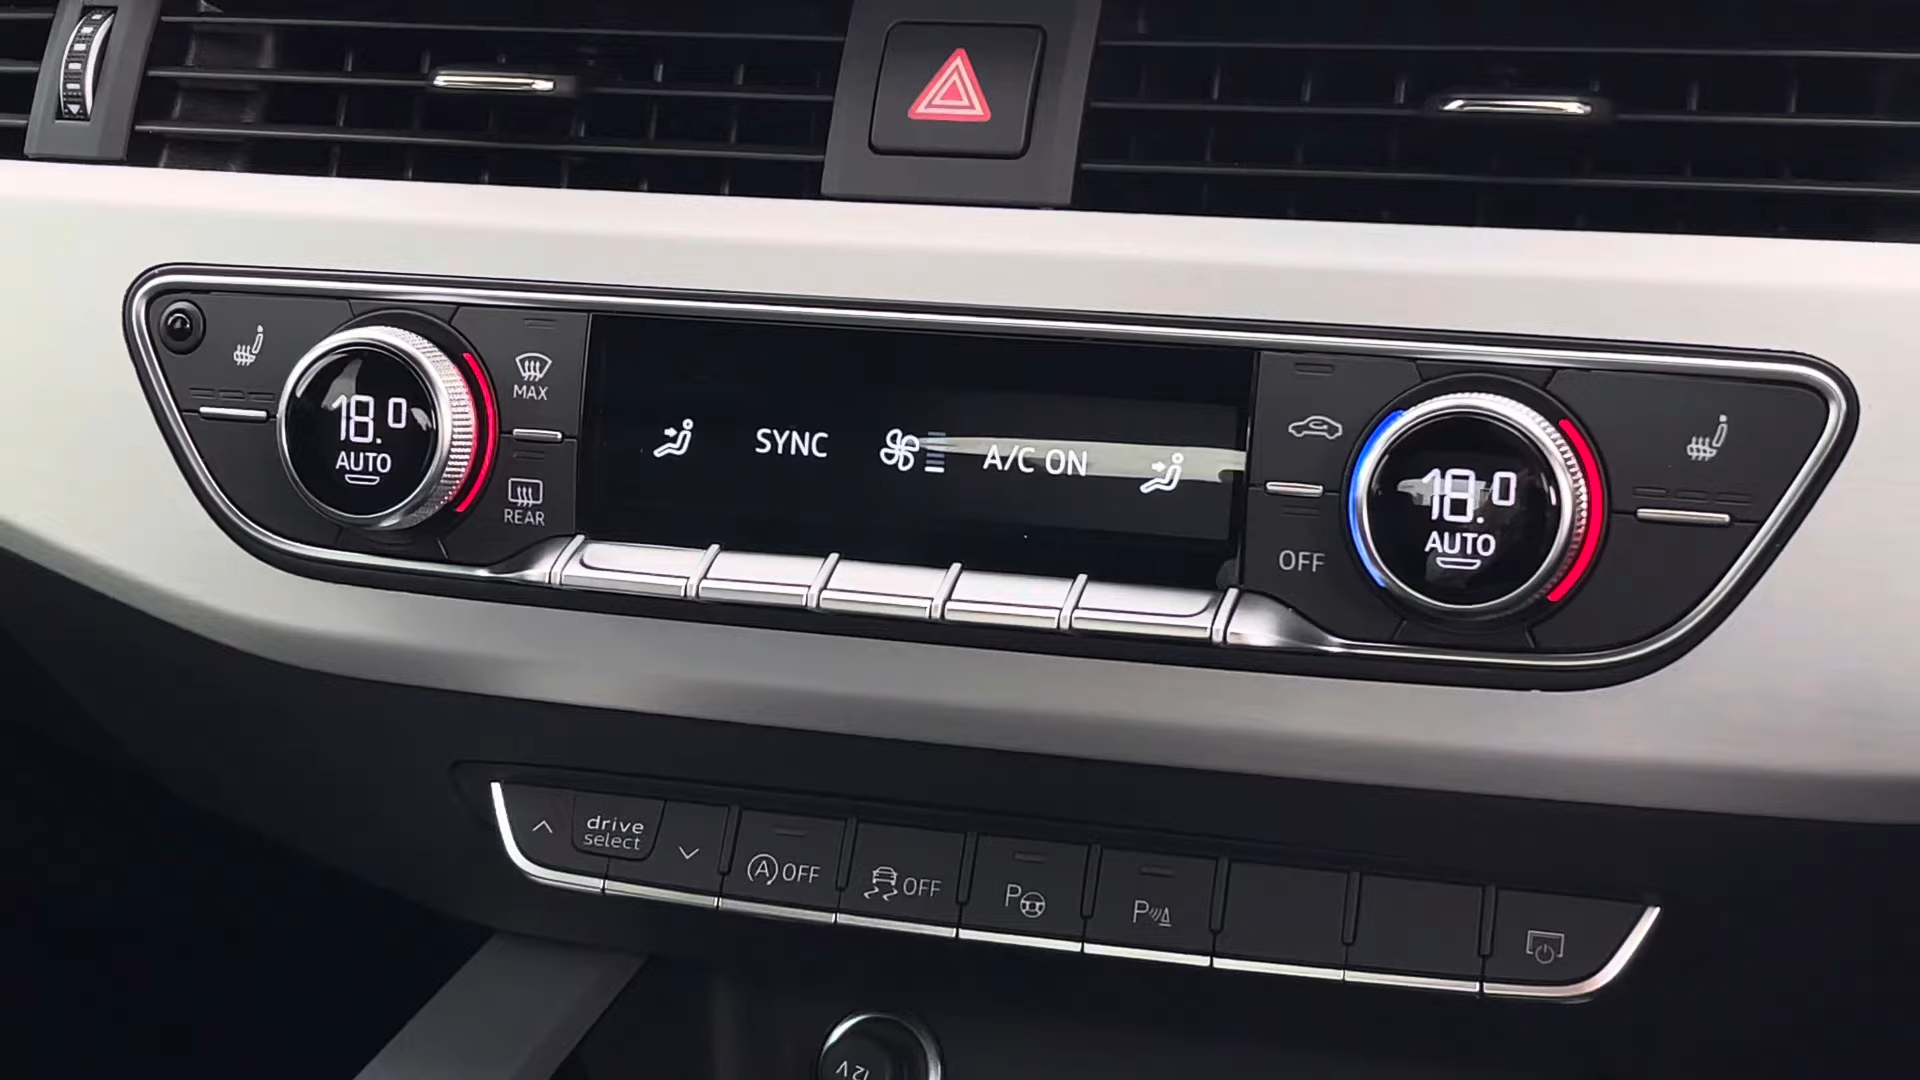 18.0
AUTO
MAX
REAR
SYNC
A/C ON
OFF
18.0
AUTO
drive
select
A OFF
OFF
P
P
12V